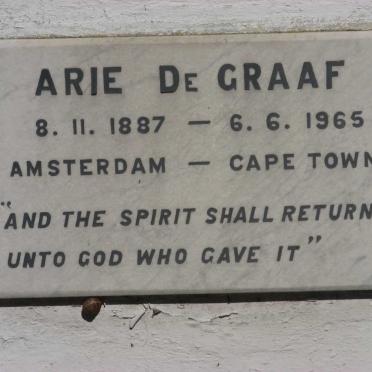 ARIE De GRAAF
8. 11. 1887 — 6. 6. 1965
AMSTERDAM — CAPE TOWN
"AND THE SPIRIT SHALL RETURN
UNTO GOD WHO GAVE IT"